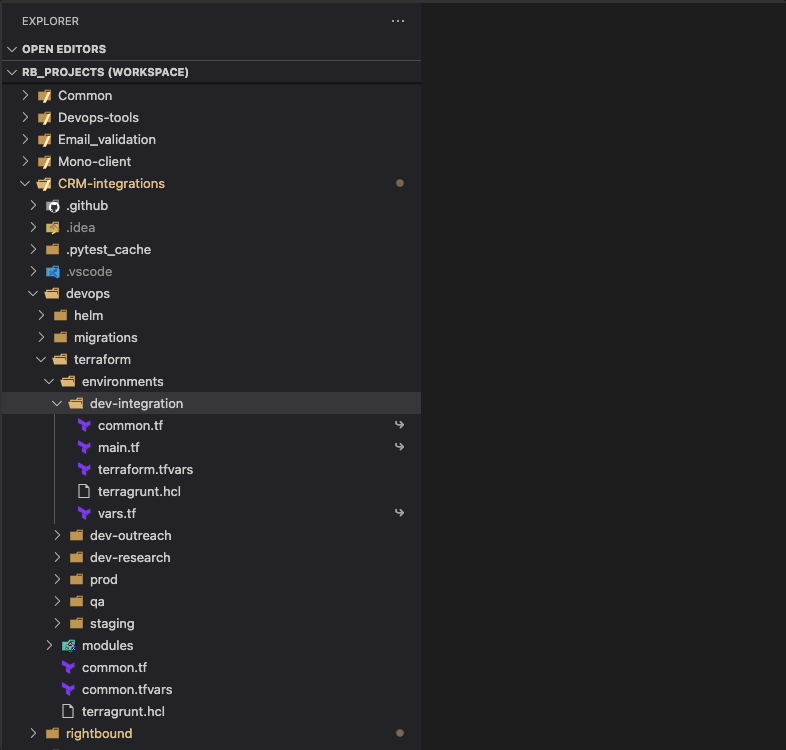 EXPLORER
OPEN EDITORS
RB_PROJECTS (WORKSPACE)
Common
Devops-tools
Email_validation
Mono-client
CRM-integrations
.github
.idea
.pytest_cache
.vscode
devops
helm
migrations
terraform
environments
dev-integration
common.tf
main.tf
terraform.tfvars
terragrunt.hcl
vars.tf
dev-outreach
dev-research
prod
qa
staging
modules
common.tf
common.tfvars
terragrunt.hcl
rightbound